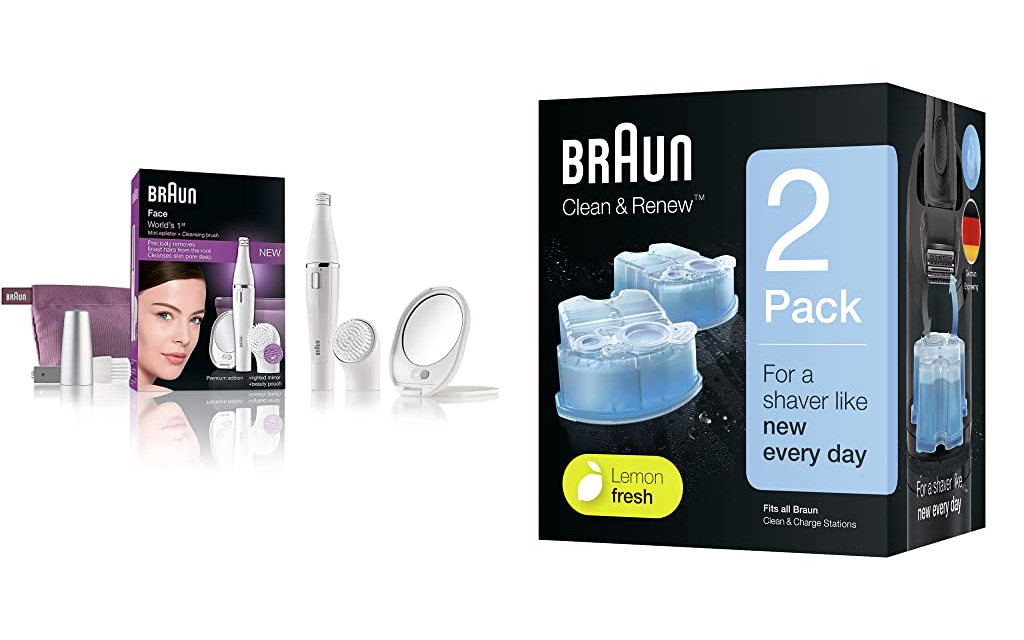 BRAUN
BRAUN
Face
World's 1st
Mini epilator + Cleansing brush
Precisely removes
finest hairs from the root
Cleanses skin pore deep
NEW
Premium edition
+lighted mirror
+beauty pouch
BRAUN
BRAUN
Clean & Renew™
2
Pack
For a
shaver like
new
every day
Lemon
fresh
Fits all Braun
Clean & Charge Stations
German
Engineering
For a shaver like
new every day